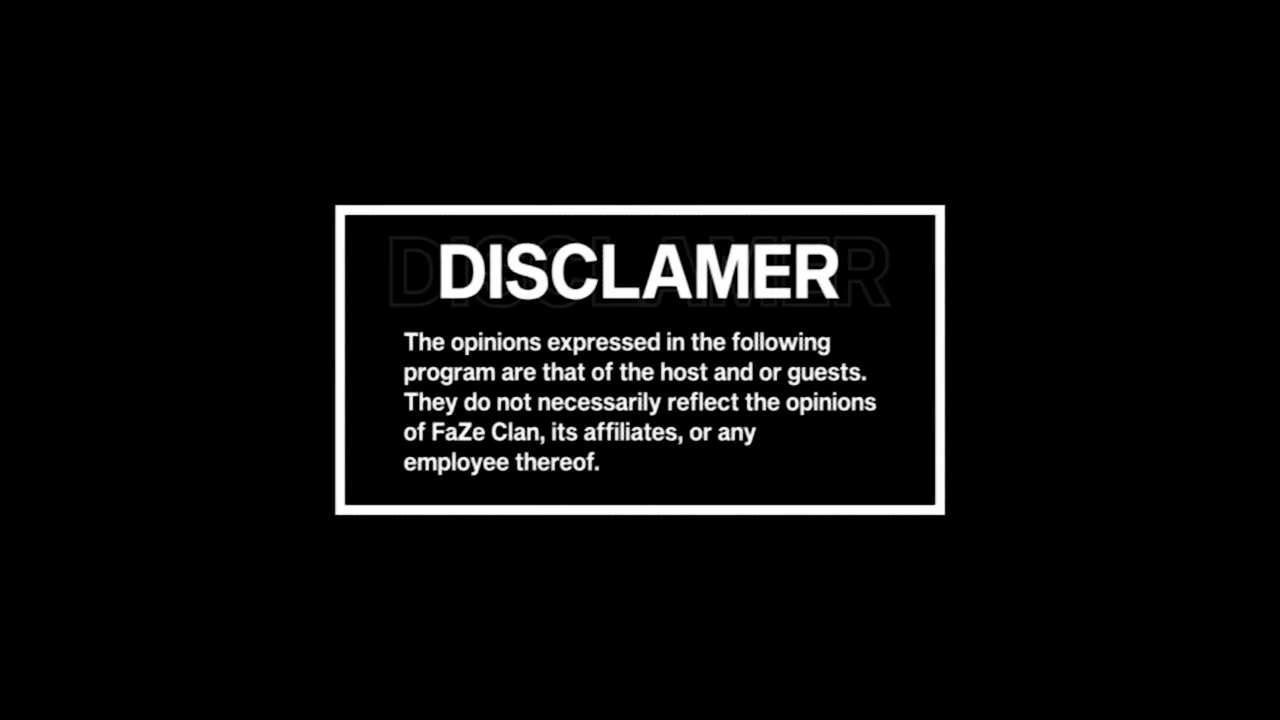 DISCLAMER
The opinions expressed in the following
program are that of the host and or guests.
They do not necessarily reflect the opinions
of FaZe Clan, its affiliates, or any
employee thereof.